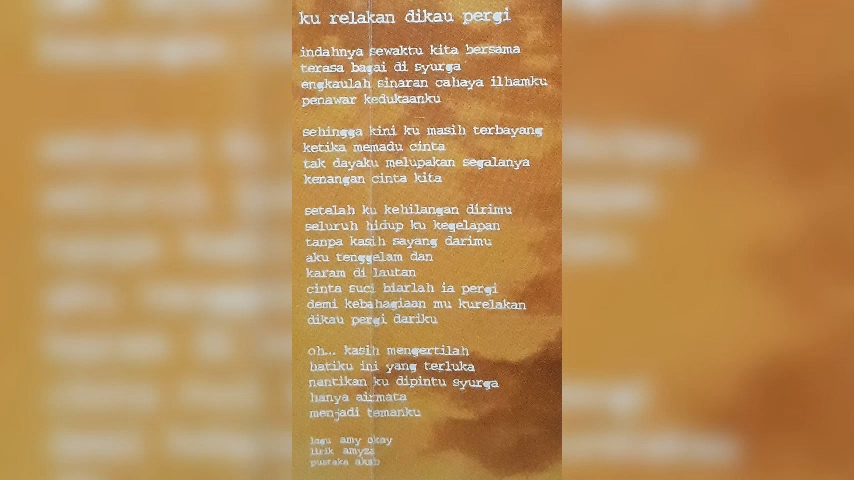 ku relakan dikau pergi
indahnya sewaktu kita bersama
terasa bagai di syurga
engkaulah sinaran cahaya ilhamku
penawar kedukaanku
sehingga kini ku masih terbayang
ketika memadu cinta
tak dayaku melupakan segalanya
kenangan cinta kita
setelah ku kehilangan dirimu
seluruh hidup ku kegelapan
tanpa kasih sayang darimu
aku tenggelam dan
karam di lautan
cinta suci biarlah ia pergi
demi kebahagiaan mu kurelakan
dikau pergi dariku
oh... kasih mengertilah
hatiku ini yang terluka
nantikan ku dipintu syurga
hanya airmata
menjadi temanku
lagu amy okay
lirik amyza
pustaka akab